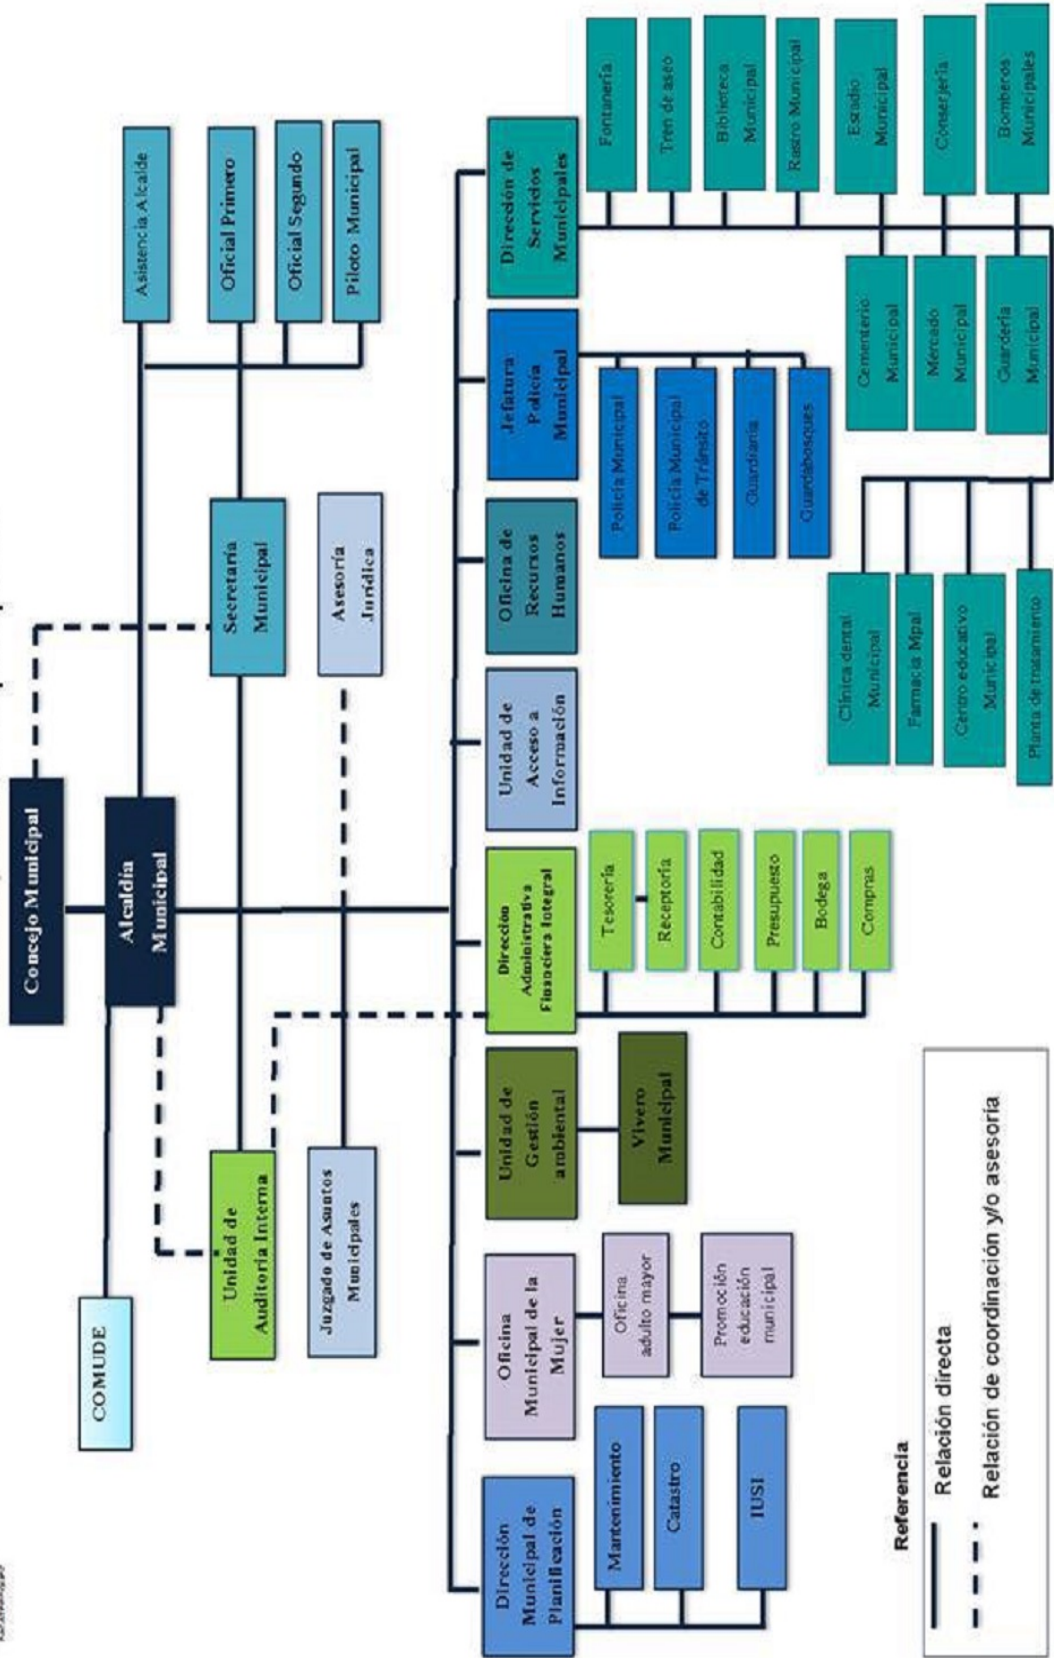 Concejo Municipal
Alcaldía
Municipal
COMUDE
Asistencia Alcalde
Unidad de
Auditoría Interna
Secretaría
Municipal
Oficial Primero
Oficial Segundo
Piloto Municipal
Juzgado de Asuntos
Municipales
Asesoría
Jurídica
Dirección
Municipal de
Planificación
Oficina
Municipal de la
Mujer
Unidad de
Gestión
ambiental
Dirección
Administrativa
Financiera Integral
Unidad de
Acceso a
Información
Oficina de
Recursos
Humanos
Jefatura
Policía
Municipal
Dirección de
Servicios
Municipales
Mantenimiento
Catastro
IUSI
Oficina
adulto mayor
Promoción
educación
municipal
Vivero
Municipal
Tesorería
Receptoría
Contabilidad
Presupuesto
Bodega
Compras
Policía Municipal
Policía Municipal
de Tránsito
Guardianía
Guardabosques
Fontanería
Tren de aseo
Biblioteca
Municipal
Rastro Municipal
Estadio
Municipal
Conserjería
Bomberos
Municipales
Cementerio
Municipal
Mercado
Municipal
Guardería
Municipal
Clínica dental
Municipal
Farmacia Mpal
Centro educativo
Municipal
Planta de tratamiento
Referencia
Relación directa
Relación de coordinación y/o asesoría